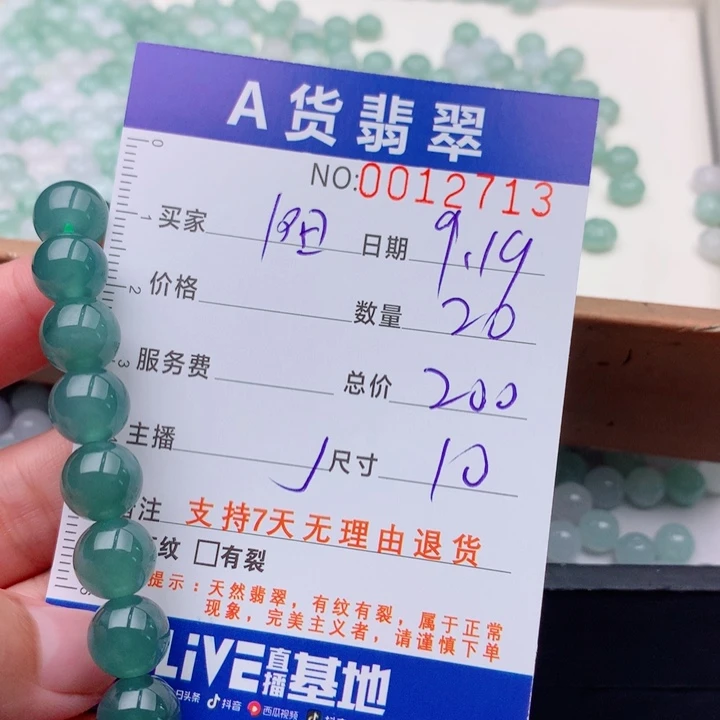 A货翡翠
NO:0012713
买家 日期 9.19
价格 数量 20
服务费 总价 200
主播 尺寸 10
注 支持7天无理由退货
纹 □有裂
提示：天然翡翠，有纹有裂，属于正常
现象，完美主义者，请谨慎下单
LIVE直播基地
日头条 抖音 西瓜视频